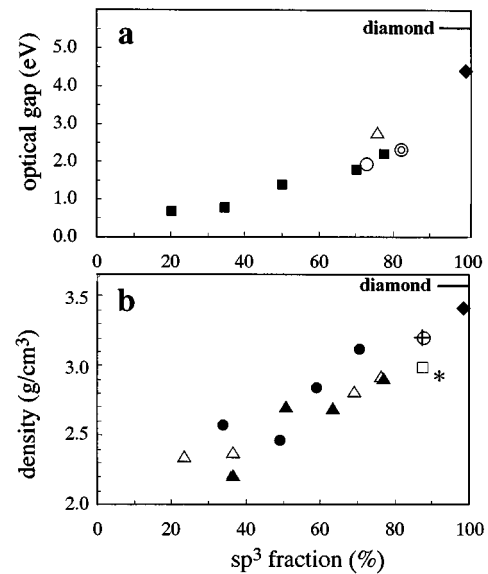 a
diamond
optical gap (eV)
5.0
4.0
3.0
2.0
1.0
0.0
0 20 40 60 80 100
b
diamond
density (g/cm³)
3.5
3.0
2.5
2.0
*
0 20 40 60 80 100
sp³ fraction (%)